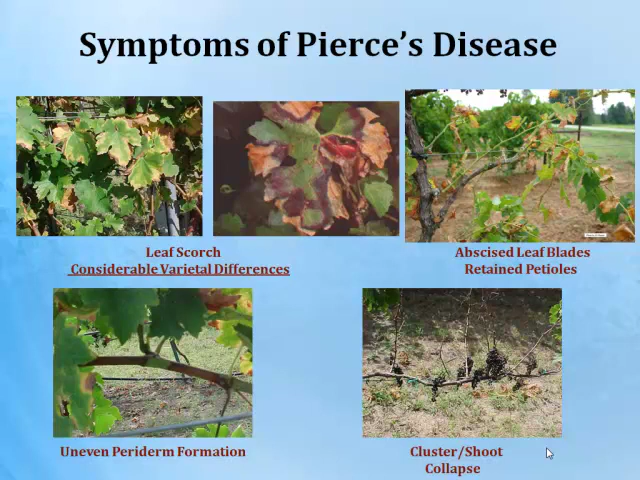 Symptoms of Pierce's Disease
Leaf Scorch
Considerable Varietal Differences
Abscised Leaf Blades
Retained Petioles
Uneven Periderm Formation
Cluster/Shoot
Collapse